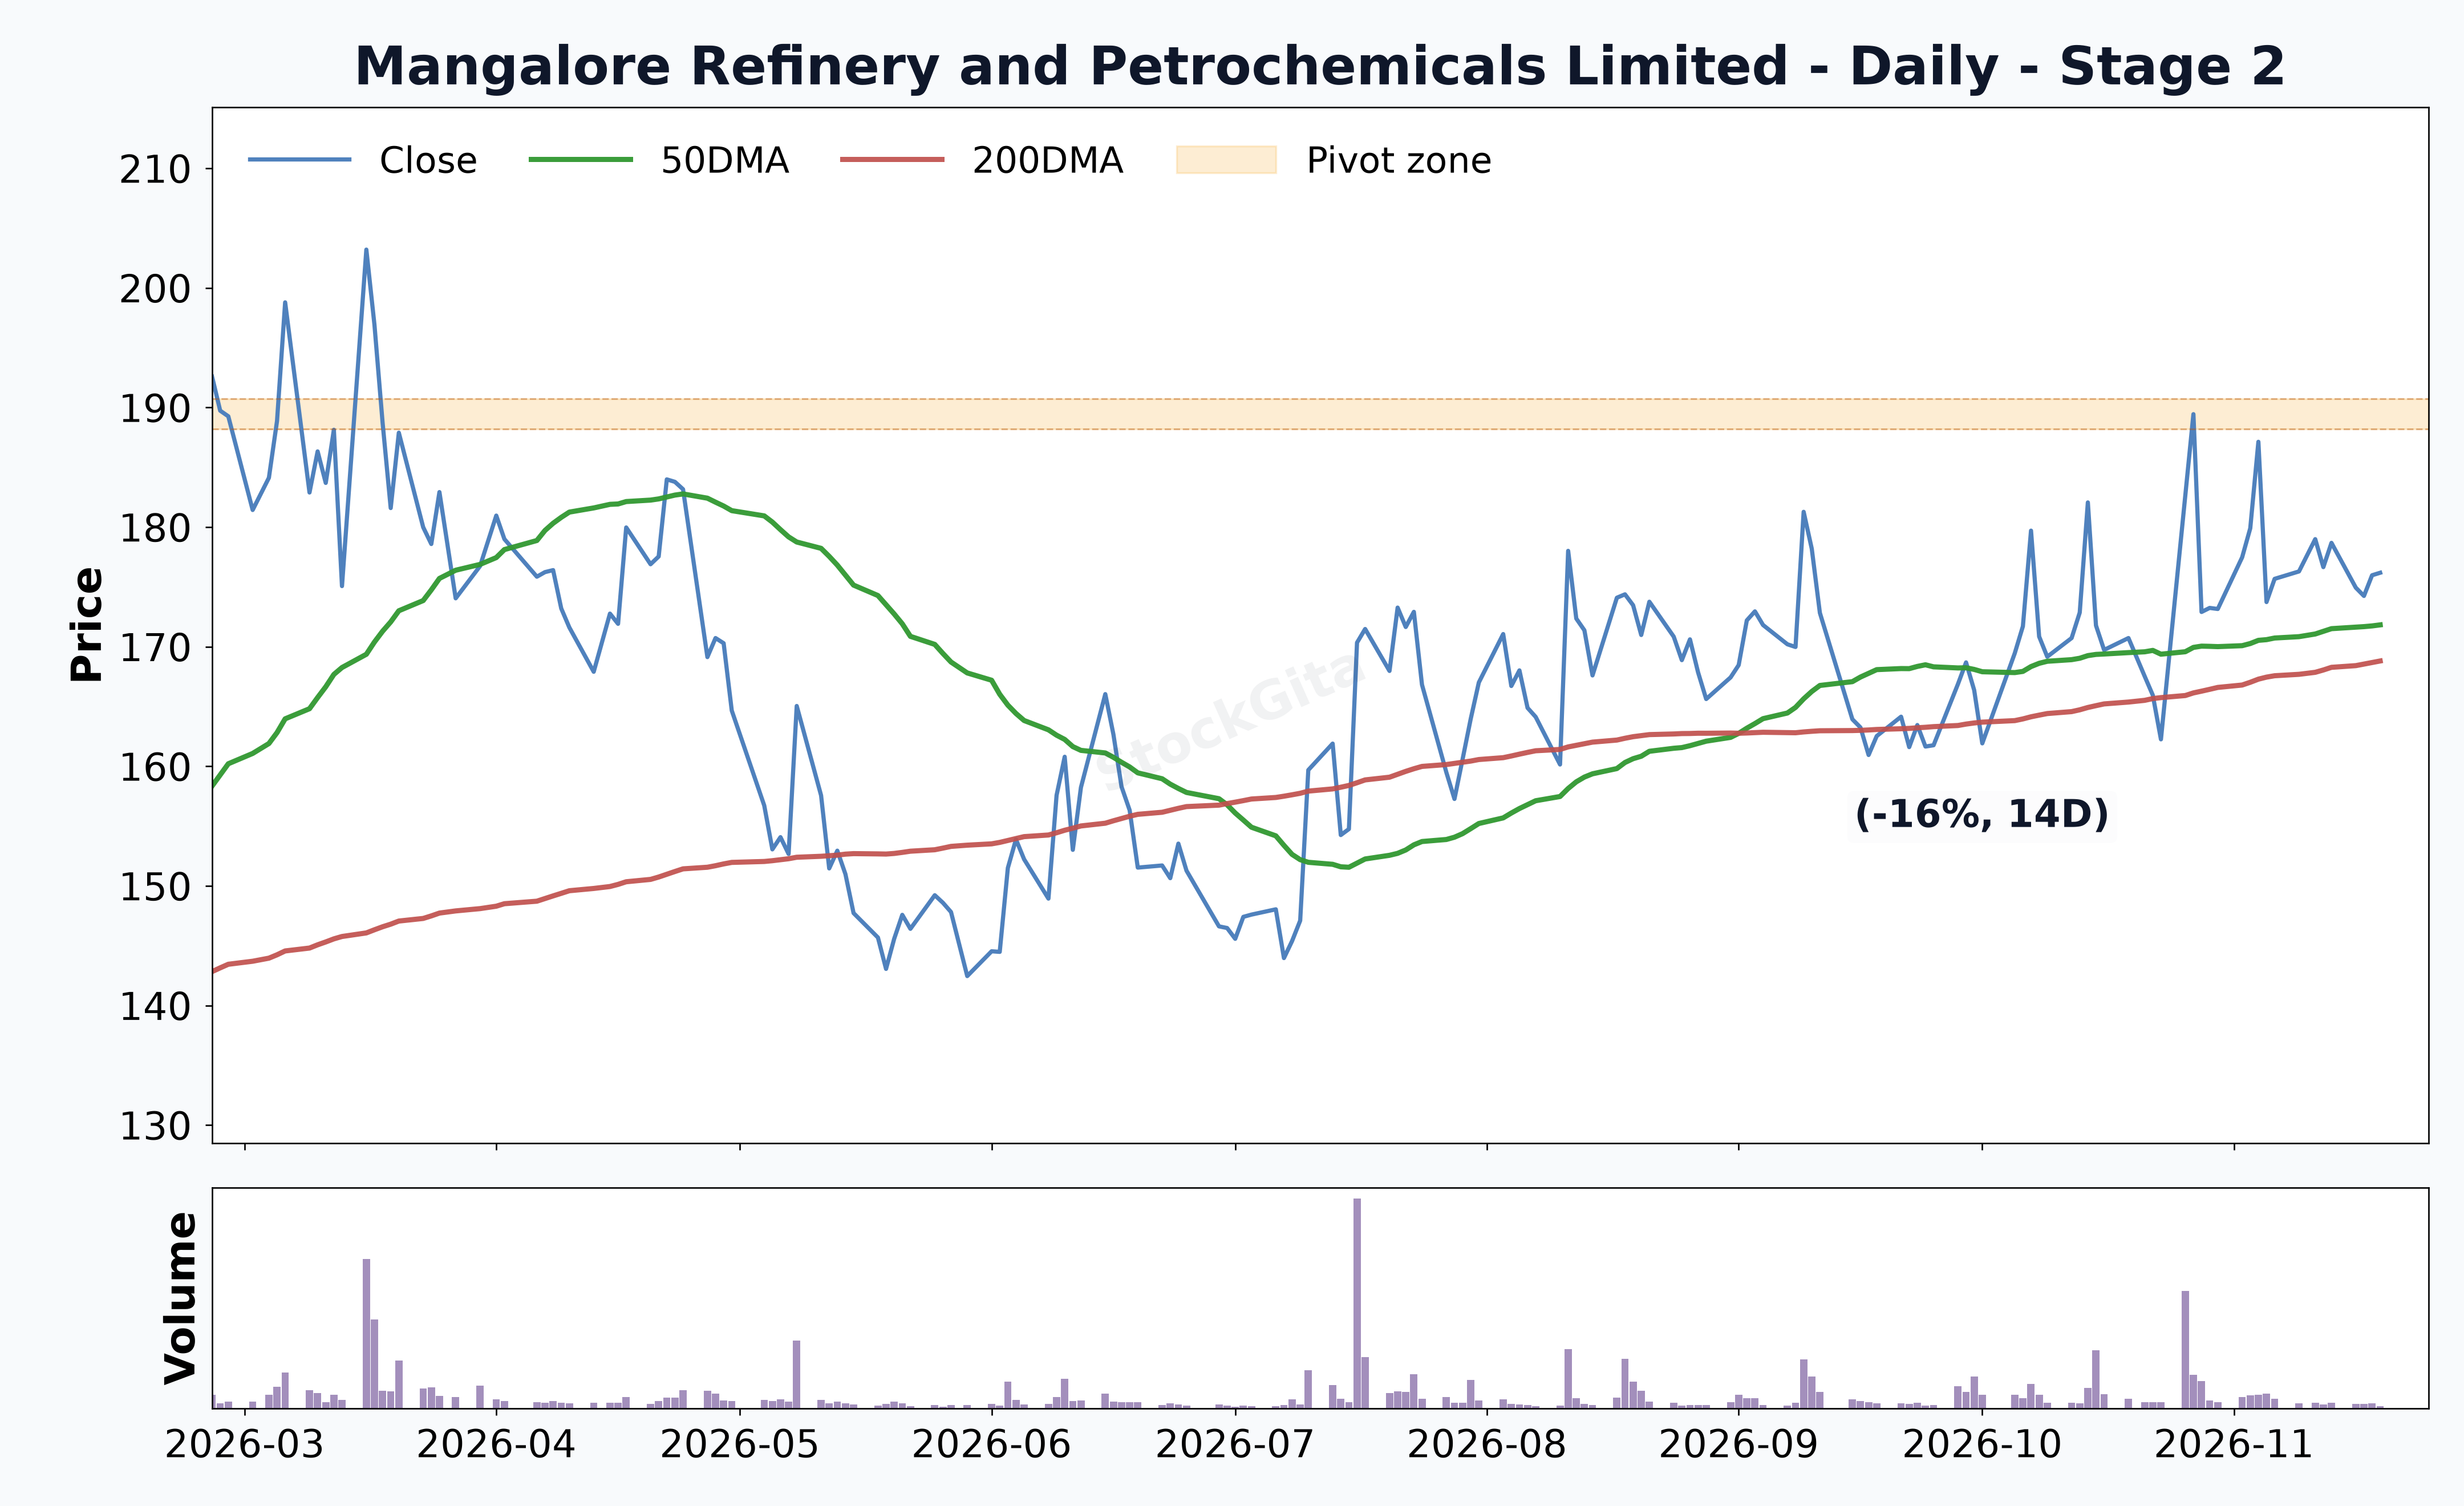 Mangalore Refinery and Petrochemicals Limited - Daily - Stage 2
Close 50DMA 200DMA Pivot zone
210
200
190
180
170
160
150
140
130
Price
stockGita
(-16%, 14D)
Volume
2026-03 2026-04 2026-05 2026-06 2026-07 2026-08 2026-09 2026-10 2026-11